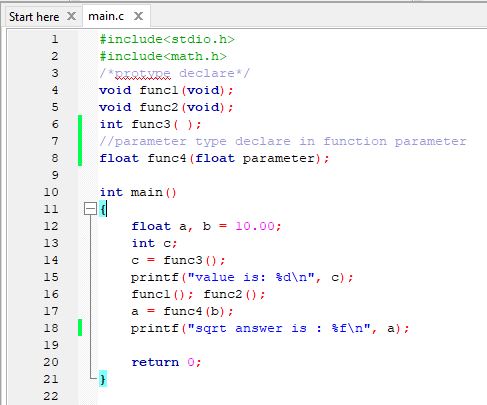 Start here X main.c X
1 #include<stdio.h>
2 #include<math.h>
3 /*protype declare*/
4 void func1(void);
5 void func2(void);
6 int func3( );
7 //parameter type declare in function parameter
8 float func4(float parameter);
9
10 int main()
11 {
12 float a, b = 10.00;
13 int c;
14 c = func3();
15 printf("value is: %d\n", c);
16 func1(); func2();
17 a = func4(b);
18 printf("sqrt answer is : %f\n", a);
19
20 return 0;
21 }
22